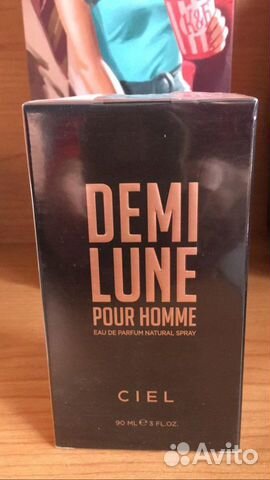 H&B
DEMI
LUNE
POUR HOMME
EAU DE PARFUM NATURAL SPRAY
CIEL
90 ML ℮ 3 FL.OZ.
Avito